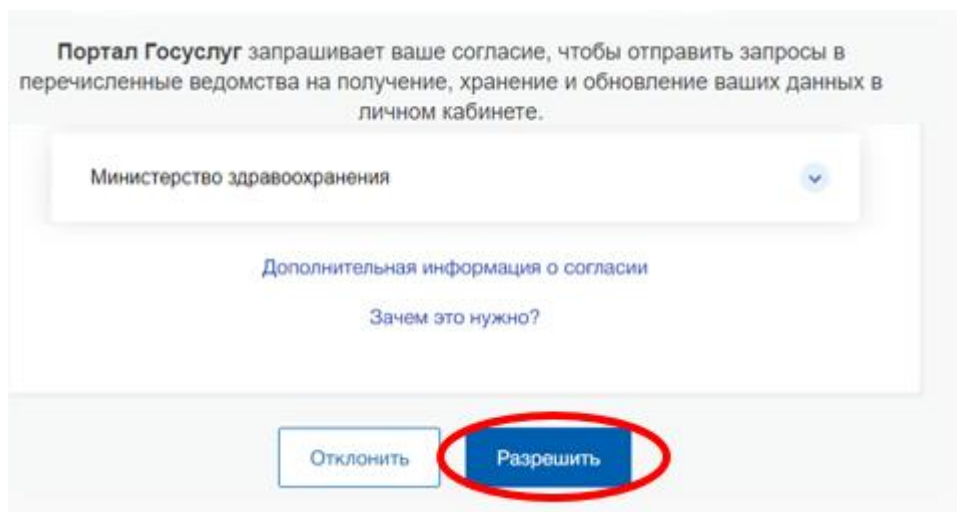 Портал Госуслуг запрашивает ваше согласие, чтобы отправить запросы в
перечисленные ведомства на получение, хранение и обновление ваших данных в
личном кабинете.
Министерство здравоохранения
Дополнительная информация о согласии
Зачем это нужно?
Отклонить
Разрешить